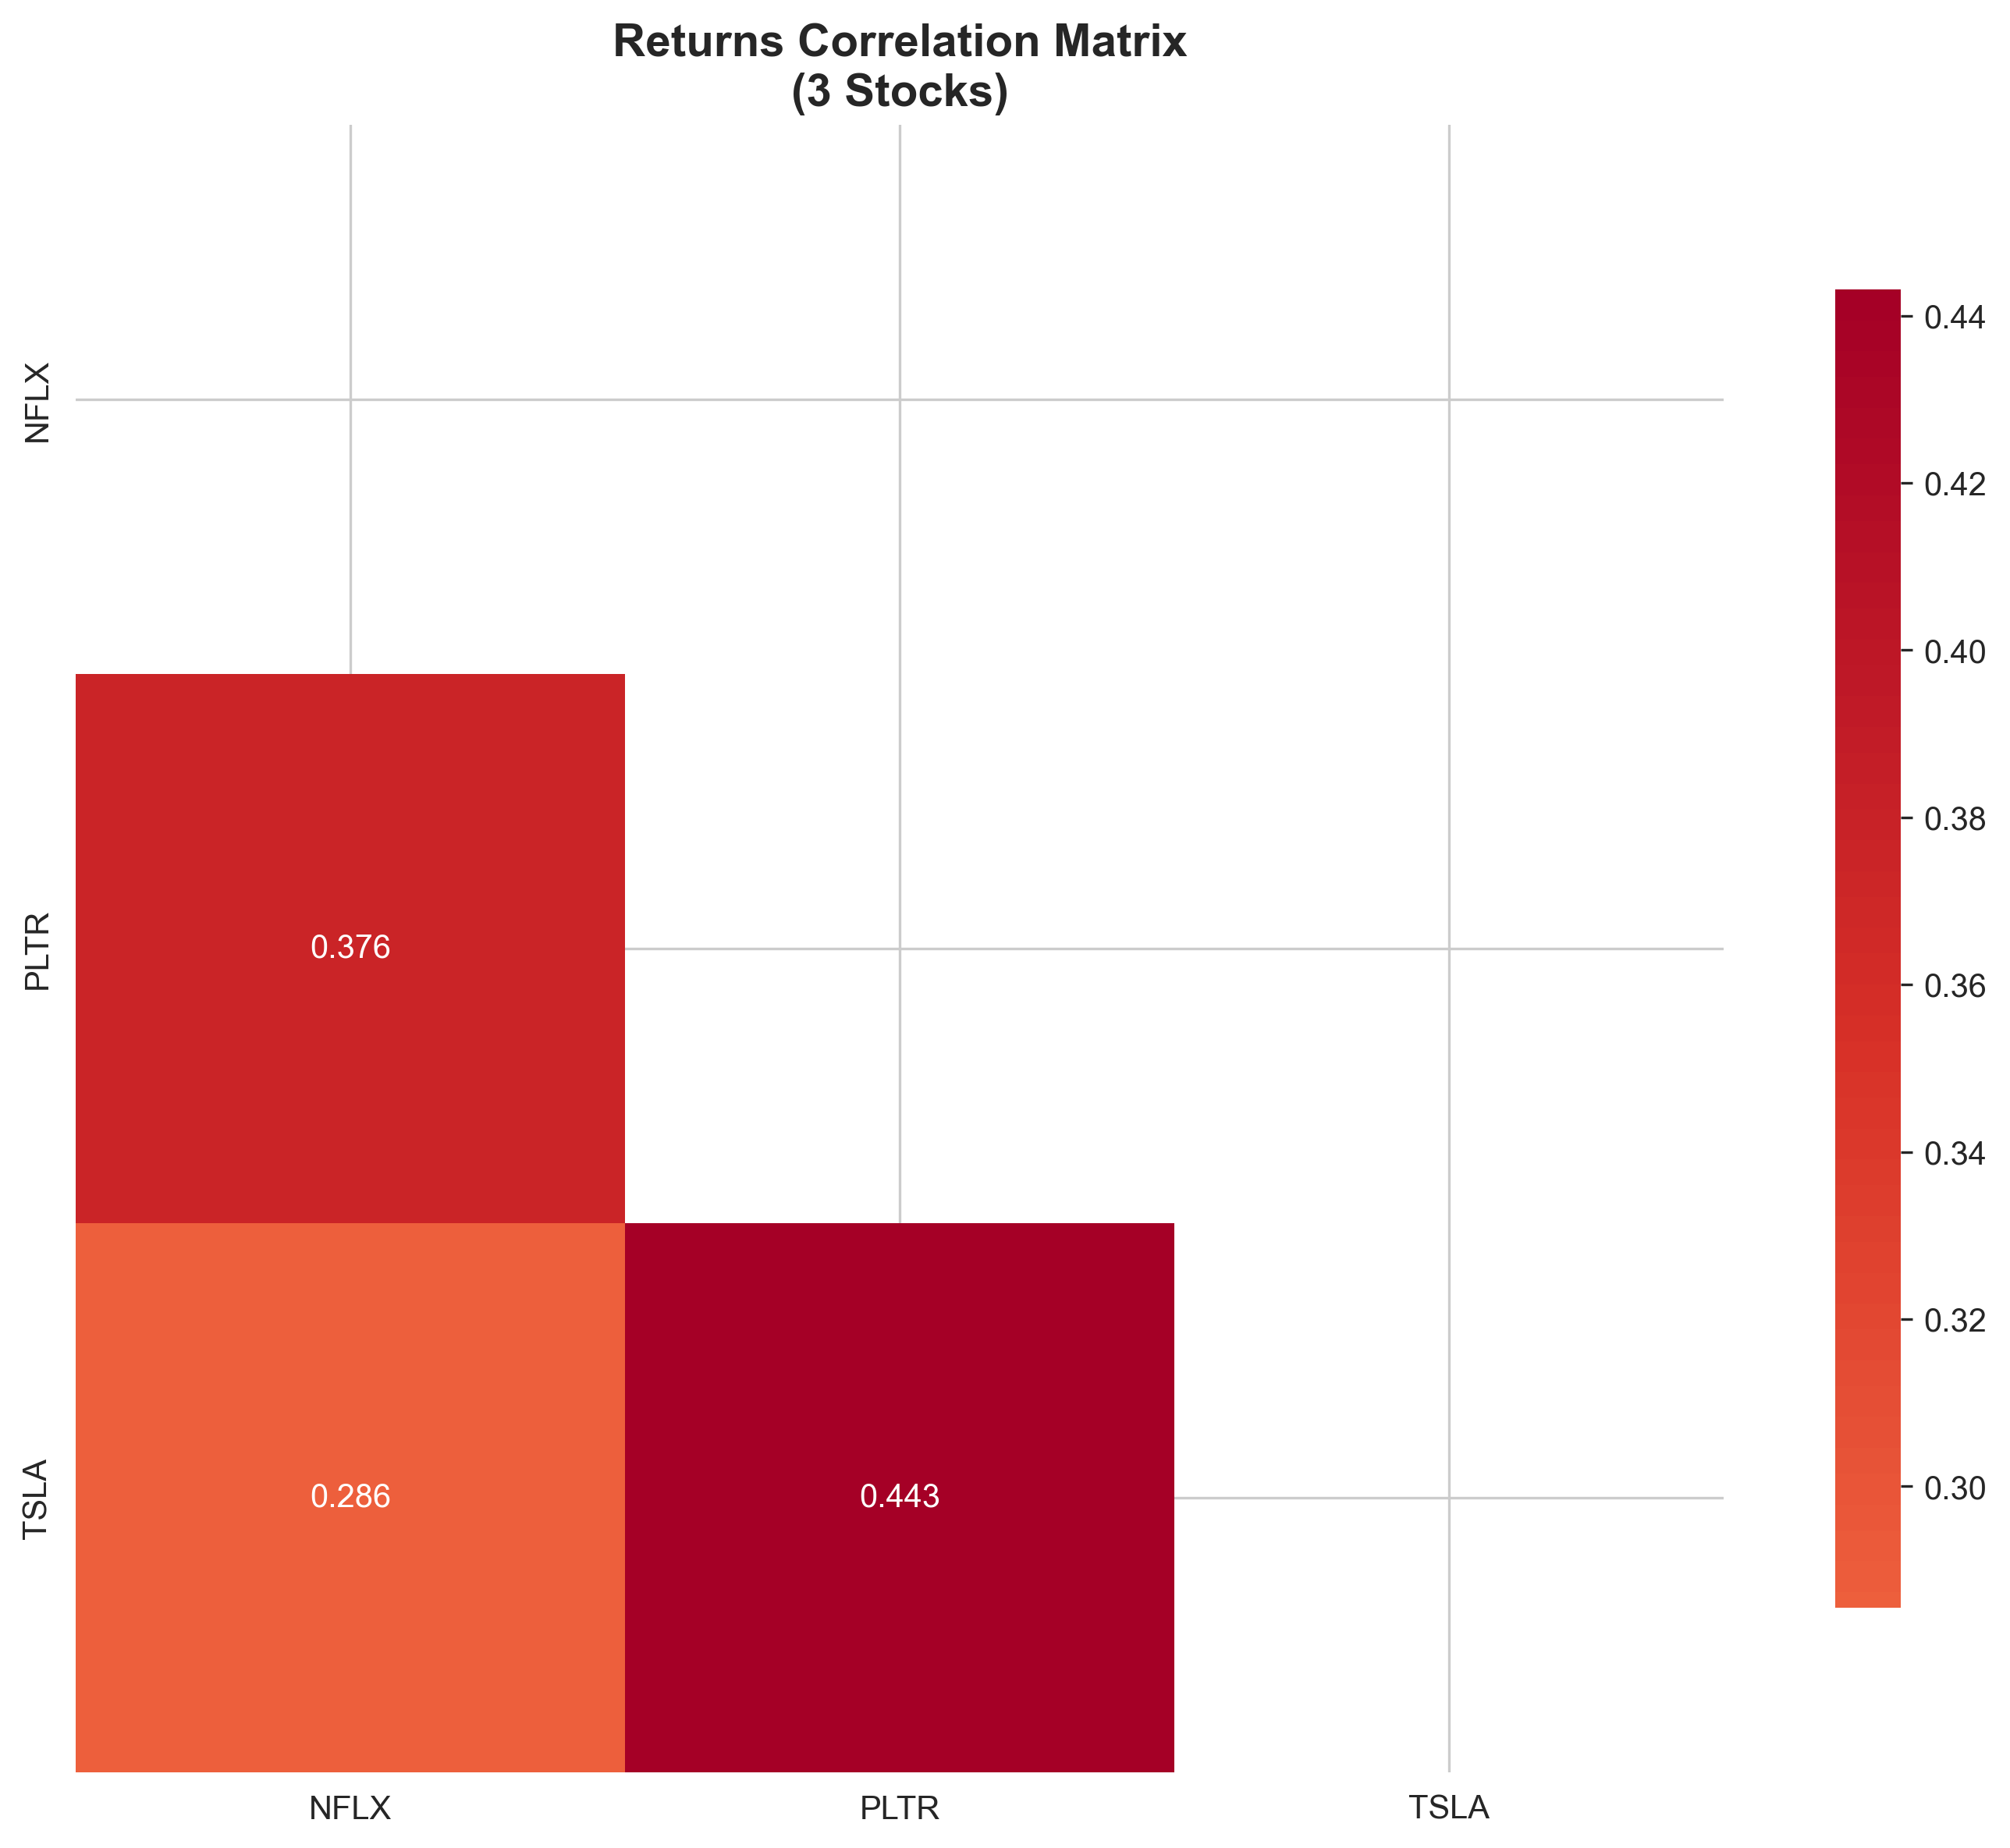 Returns Correlation Matrix
(3 Stocks)
NFLX
PLTR
TSLA
0.376
0.286
0.443
NFLX
PLTR
TSLA
0.44
0.42
0.40
0.38
0.36
0.34
0.32
0.30